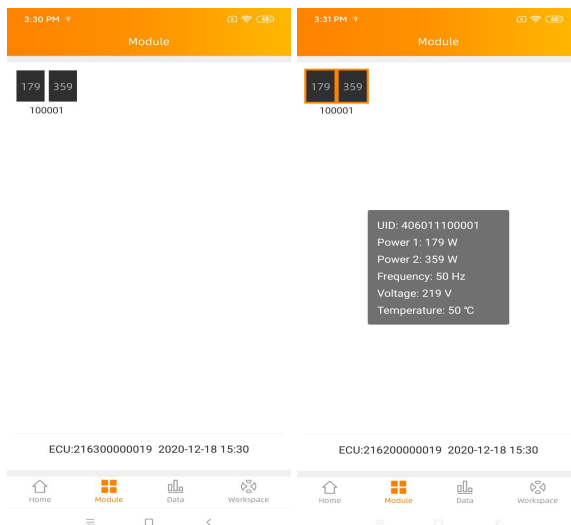 3:30 PM
48
Module
179 359
100001
ECU:216300000019 2020-12-18 15:30
Home Module Data Workspace
3:31 PM
48
Module
179 359
100001
UID: 406011100001
Power 1: 179 W
Power 2: 359 W
Frequency: 50 Hz
Voltage: 219 V
Temperature: 50 ℃
ECU:216200000019 2020-12-18 15:30
Home Module Data Workspace